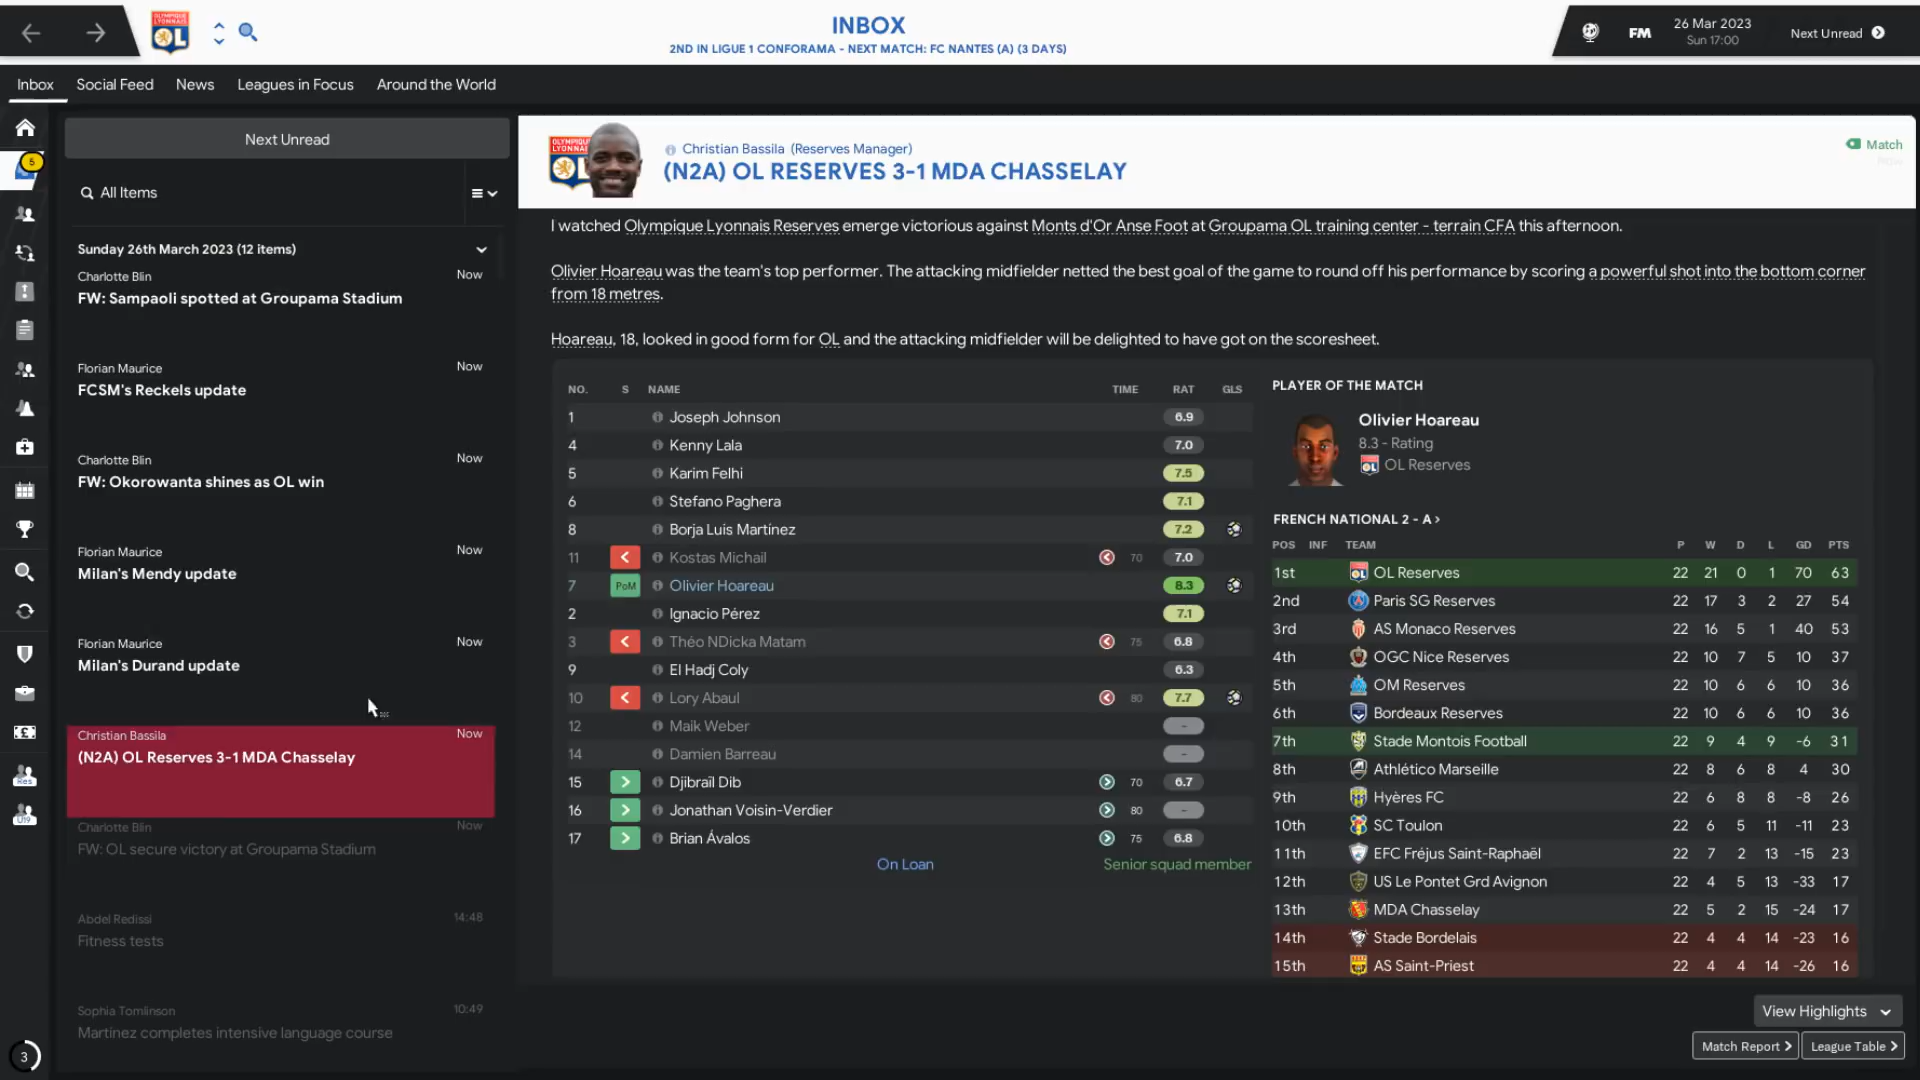 INBOX
2ND IN LIGUE 1 CONFORAMA - NEXT MATCH: FC NANTES (A) (3 DAYS)
FM
26 Mar 2023
Sun 17:00
Next Unread
Inbox Social Feed News Leagues in Focus Around the World
5
Next Unread
All Items
Sunday 26th March 2023 (12 items)
Charlotte Blin Now
FW: Sampaoli spotted at Groupama Stadium
Florian Maurice Now
FCSM's Reckels update
Charlotte Blin Now
FW: Okorowanta shines as OL win
Florian Maurice Now
Milan's Mendy update
Florian Maurice Now
Milan's Durand update
Christian Bassila Now
(N2A) OL Reserves 3-1 MDA Chasselay
Charlotte Blin Now
FW: OL secure victory at Groupama Stadium
Abdel Redissi 14:48
Fitness tests
Sophia Tomlinson 10:49
Martinez completes intensive language course
Res
U19
3
OLYMPIQUE LYONNAIS
OL
Christian Bassila (Reserves Manager)
(N2A) OL RESERVES 3-1 MDA CHASSELAY
Match
Now
I watched Olympique Lyonnais Reserves emerge victorious against Monts d'Or Anse Foot at Groupama OL training center - terrain CFA this afternoon.
Olivier Hoareau was the team's top performer. The attacking midfielder netted the best goal of the game to round off his performance by scoring a powerful shot into the bottom corner
from 18 metres.
Hoareau, 18, looked in good form for OL and the attacking midfielder will be delighted to have got on the scoresheet.
NO. S NAME TIME RAT GLS
1 Joseph Johnson 6.9
4 Kenny Lala 7.0
5 Karim Felhi 7.5
6 Stefano Paghera 7.1
8 Borja Luis Martínez 7.2
11 Kostas Michail 70 7.0
7 PoM Olivier Hoareau 8.3
2 Ignacio Pérez 7.1
3 Théo NDicka Matam 75 6.8
9 El Hadj Coly 6.3
10 Lory Abaul 80 7.7
12 Maik Weber -
14 Damien Barreau -
15 Djibraïl Dib 70 6.7
16 Jonathan Voisin-Verdier 80 -
17 Brian Ávalos 75 6.8
On Loan Senior squad member
PLAYER OF THE MATCH
Olivier Hoareau
8.3 - Rating
OL Reserves
FRENCH NATIONAL 2 - A >
POS INF TEAM P W D L GD PTS
1st OL Reserves 22 21 0 1 70 63
2nd Paris SG Reserves 22 17 3 2 27 54
3rd AS Monaco Reserves 22 16 5 1 40 53
4th OGC Nice Reserves 22 10 7 5 10 37
5th OM Reserves 22 10 6 6 10 36
6th Bordeaux Reserves 22 10 6 6 10 36
7th Stade Montois Football 22 9 4 9 -6 31
8th Athlético Marseille 22 8 6 8 4 30
9th Hyères FC 22 6 8 8 -8 26
10th SC Toulon 22 6 5 11 -11 23
11th EFC Fréjus Saint-Raphaël 22 7 2 13 -15 23
12th US Le Pontet Grd Avignon 22 4 5 13 -33 17
13th MDA Chasselay 22 5 2 15 -24 17
14th Stade Bordelais 22 4 4 14 -23 16
15th AS Saint-Priest 22 4 4 14 -26 16
View Highlights
Match Report > League Table >